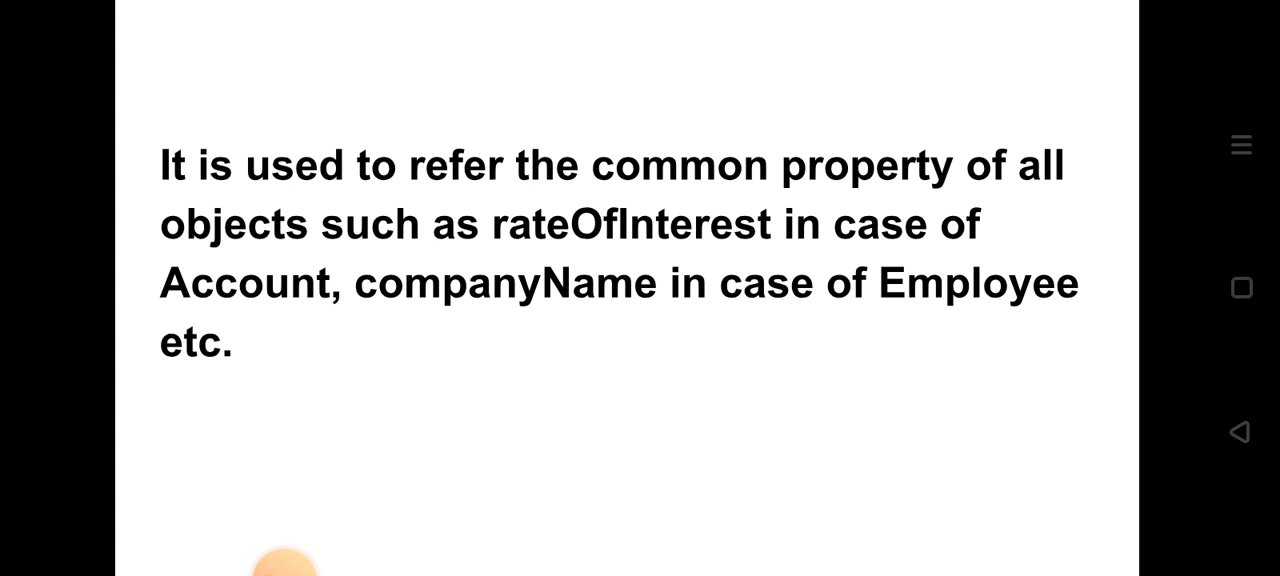 It is used to refer the common property of all
objects such as rateOfInterest in case of
Account, companyName in case of Employee
etc.